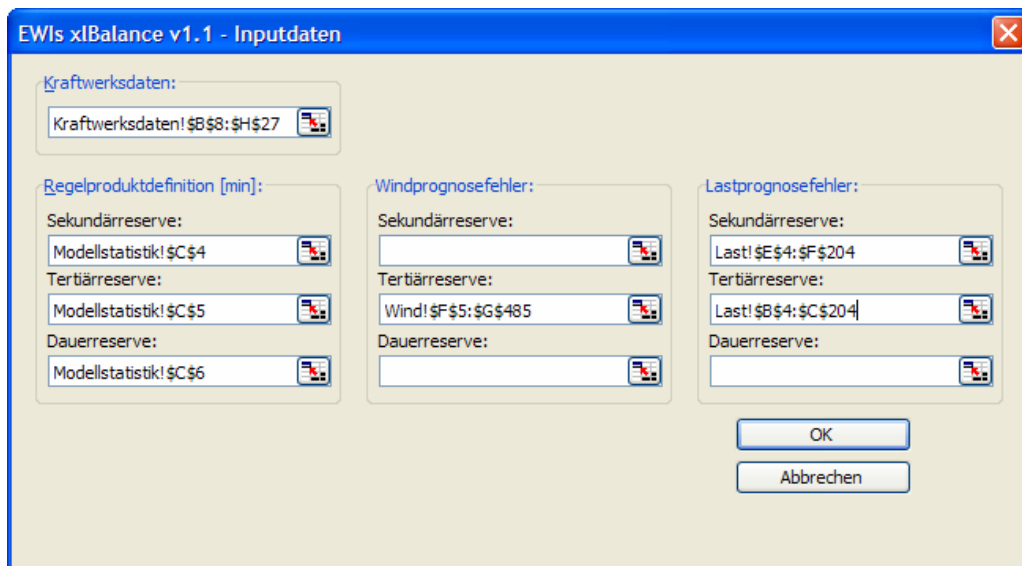 EWIs xlBalance v1.1 - Inputdaten
Kraftwerksdaten:
Kraftwerksdaten!$B$8:$H$27
Regelproduktdefinition [min]:
Sekundärreserve:
Modellstatistik!$C$4
Tertiärreserve:
Modellstatistik!$C$5
Dauerreserve:
Modellstatistik!$C$6
Windprognosefehler:
Sekundärreserve:
Tertiärreserve:
Wind!$F$5:$G$485
Dauerreserve:
Lastprognosefehler:
Sekundärreserve:
Last!$E$4:$F$204
Tertiärreserve:
Last!$B$4:$C$204
Dauerreserve:
OK
Abbrechen